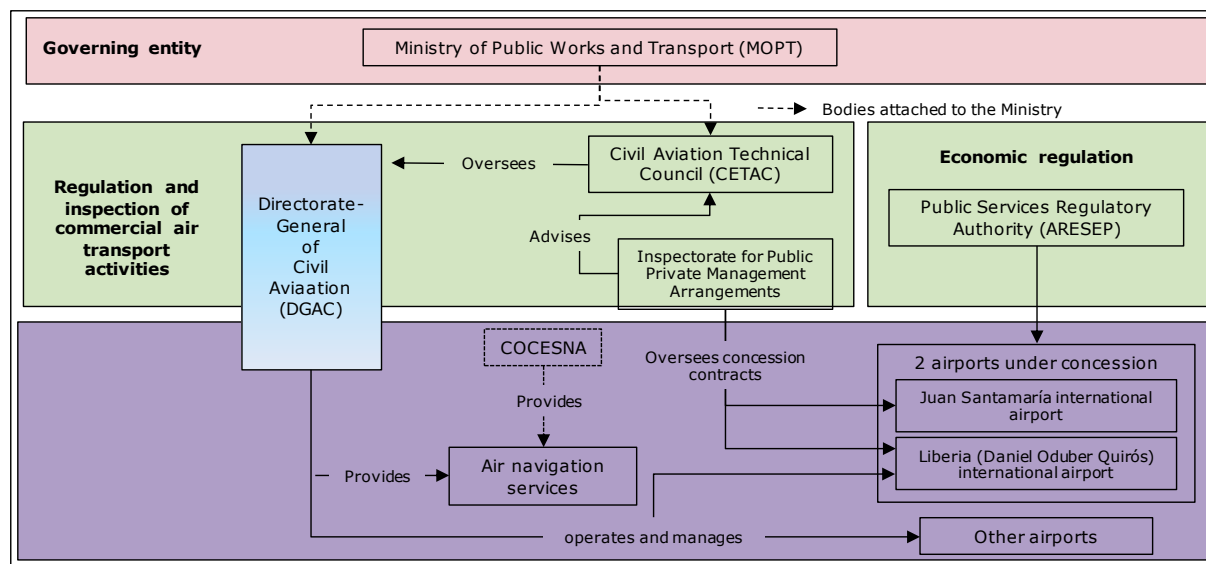 Governing entity
Ministry of Public Works and Transport (MOPT)
Bodies attached to the Ministry
Regulation and
inspection of
commercial air
transport
activities
Directorate-
General
of
Civil
Aviaation
(DGAC)
Oversees
Civil Aviation Technical
Council (CETAC)
Advises
Inspectorate for Public
Private Management
Arrangements
Economic regulation
Public Services Regulatory
Authority (ARESEP)
COCESNA
Provides
Oversees concession
contracts
2 airports under concession
Juan Santamaría international
airport
Liberia (Daniel Oduber Quirós)
international airport
Provides
Air navigation
services
operates and manages
Other airports